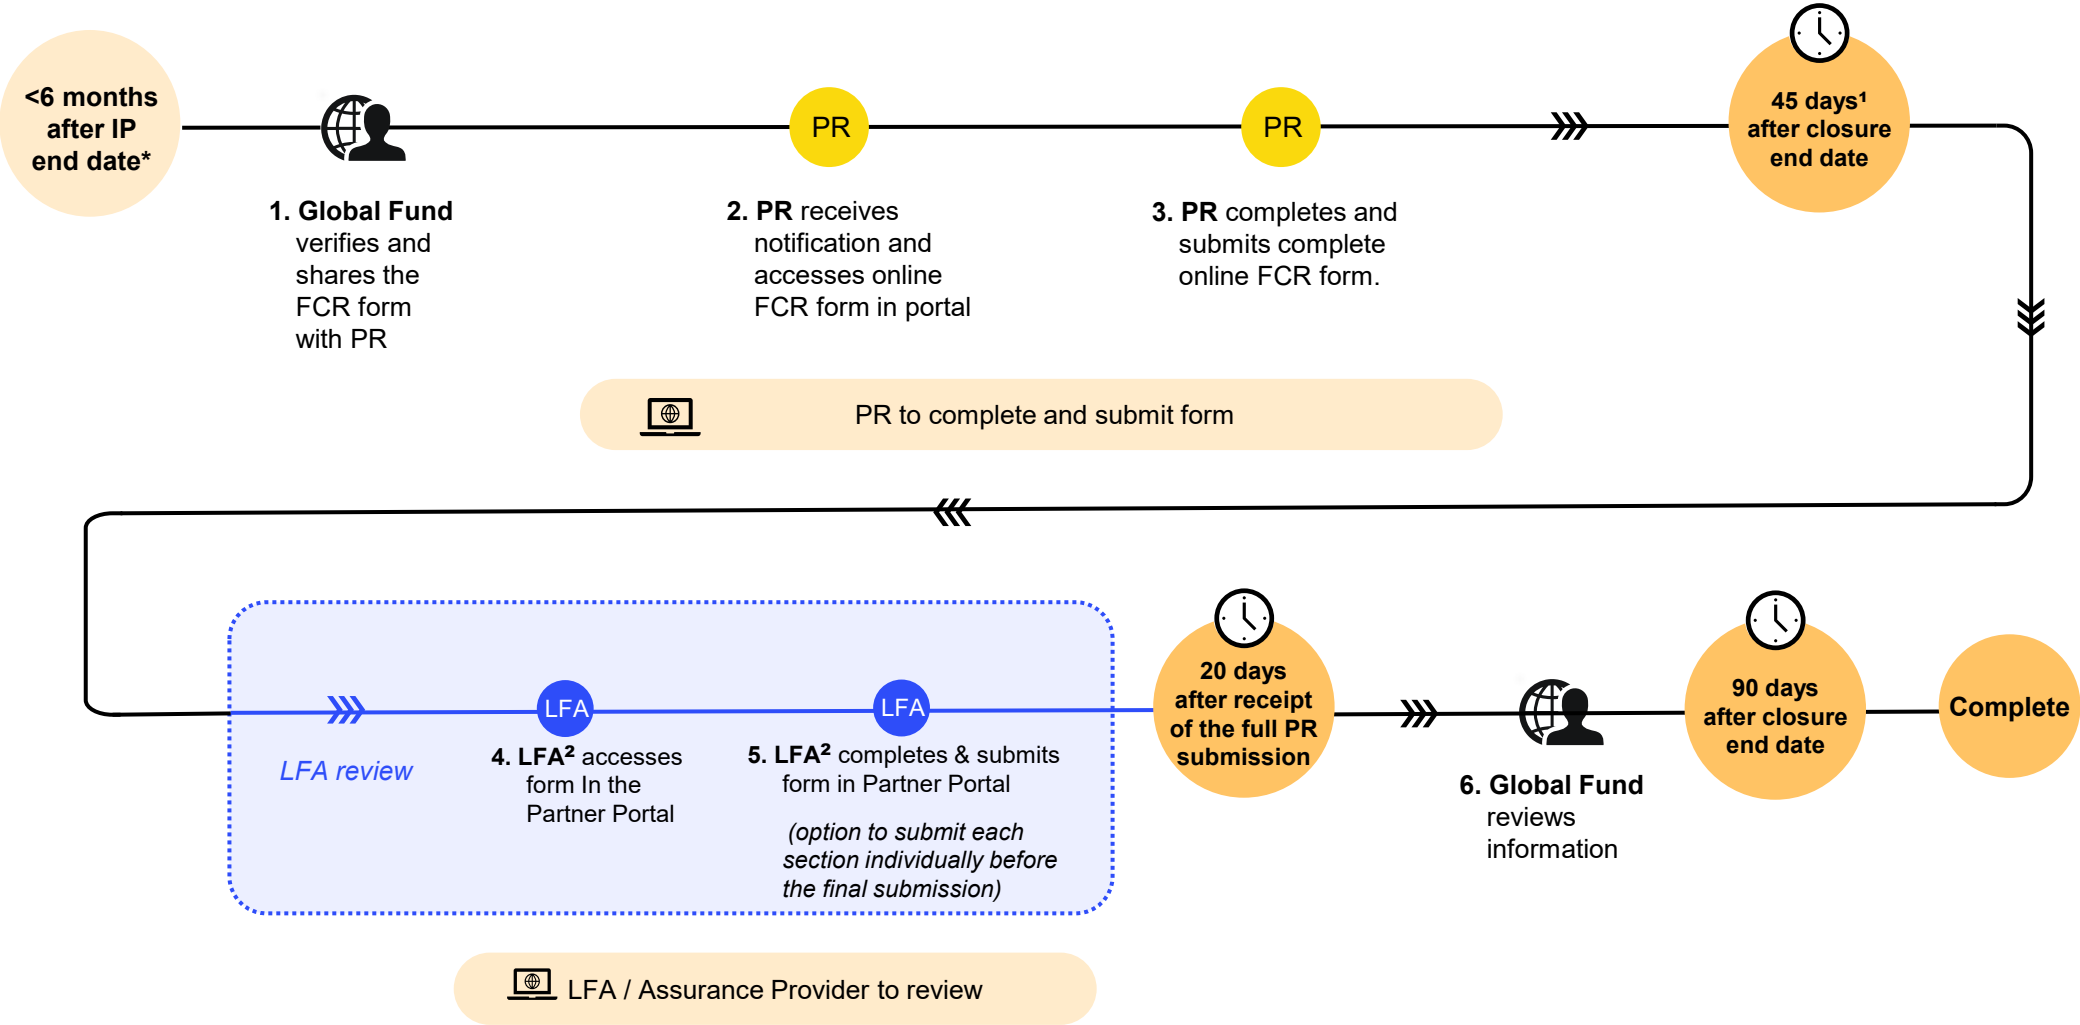 <6 months
after IP
end date*
1. Global Fund
verifies and
shares the
FCR form
with PR
PR
2. PR receives
notification and
accesses online
FCR form in portal
PR
3. PR completes and
submits complete
online FCR form.
45 days¹
after closure
end date
PR to complete and submit form
LFA review
LFA
4. LFA² accesses
form In the
Partner Portal
LFA
5. LFA² completes & submits
form in Partner Portal
(option to submit each
section individually before
the final submission)
20 days
after receipt
of the full PR
submission
6. Global Fund
reviews
information
90 days
after closure
end date
Complete
LFA / Assurance Provider to review